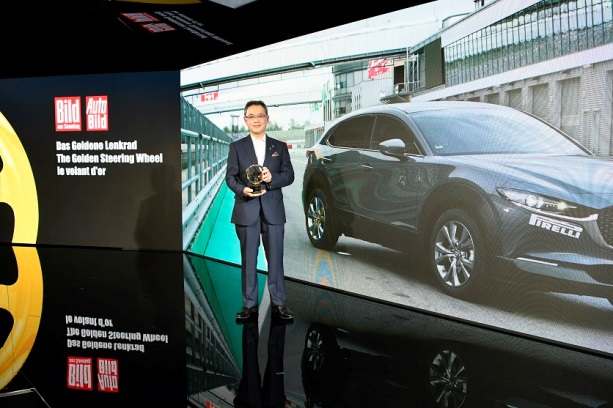 Bild
am Sonntag
Auto
Bild
Das Goldene Lenkrad
The Golden Steering Wheel
le volant d'or
PIRELLI